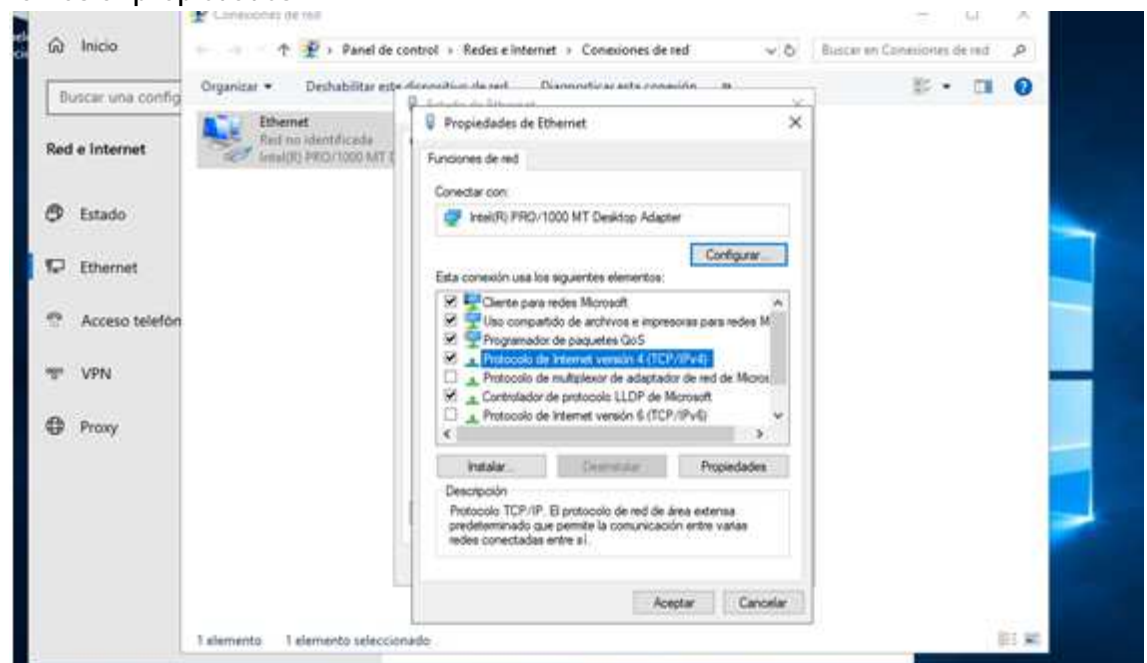 Conexiones de red
Inicio
Panel de control > Redes e Internet > Conexiones de red
Buscar en Conexiones de red
Buscar una config
Organizar
Deshabilitar este dispositivo de red
Diagnosticar esta conexión
Estado de Ethernet
Ethernet
Red no identificada
Intel(R) PRO/1000 MT D
Propiedades de Ethernet
Red e Internet
Funciones de red
Conectar con:
Intel(R) PRO/1000 MT Desktop Adapter
Estado
Configurar...
Ethernet
Esta conexión usa los siguientes elementos:
Cliente para redes Microsoft
Uso compartido de archivos e impresoras para redes M
Acceso telefón
Programador de paquetes QoS
Protocolo de Internet versión 4 (TCP/IPv4)
VPN
Protocolo de multiplexor de adaptador de red de Micros
Controlador de protocolo LLDP de Microsoft
Protocolo de Internet versión 6 (TCP/IPv6)
Proxy
Instalar...
Desinstalar
Propiedades
Descripción
Protocolo TCP/IP. El protocolo de red de área extensa
predeterminado que permite la comunicación entre varias
redes conectadas entre sí.
Aceptar
Cancelar
1 elemento
1 elemento seleccionado